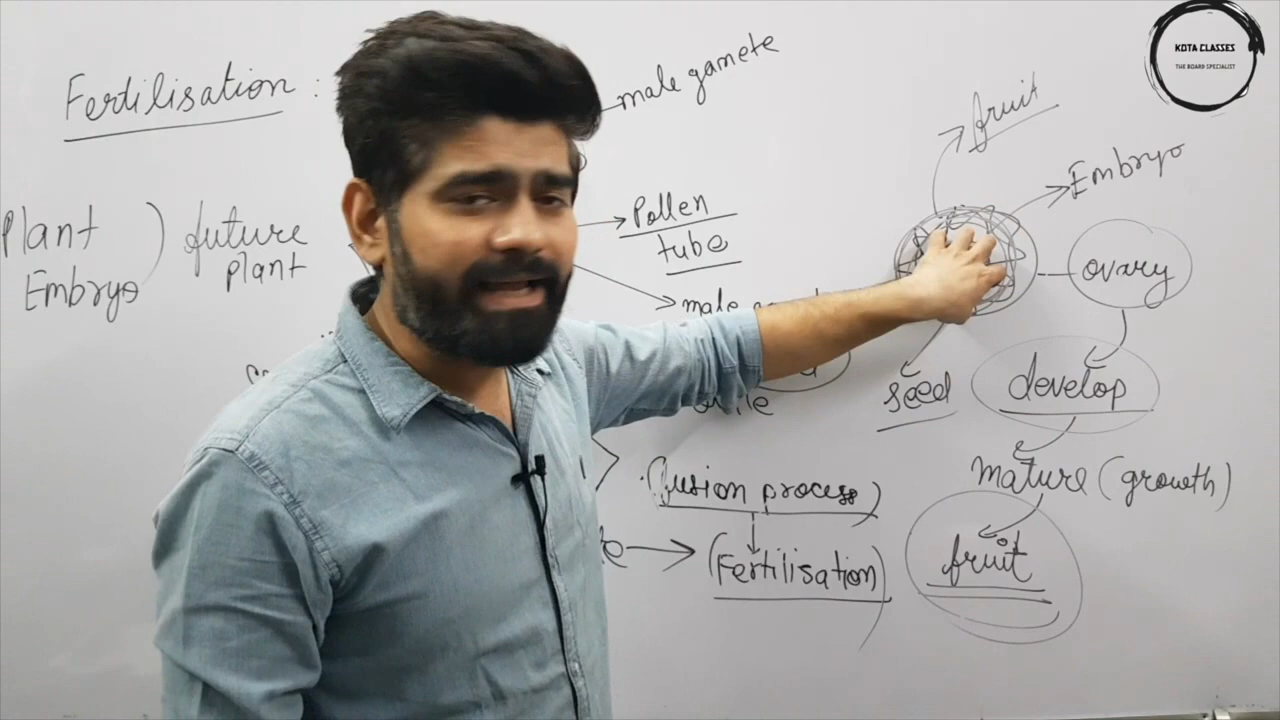 KOTA CLASSES
THE BOARD SPECIALIST
Fertilisation :
male gamete
fruit
Embryo
Plant
Embryo
) future
plant
Pollen
tube
male
ovary
seed
develop
mature (growth)
(fusion process)
(Fertilisation)
fruit